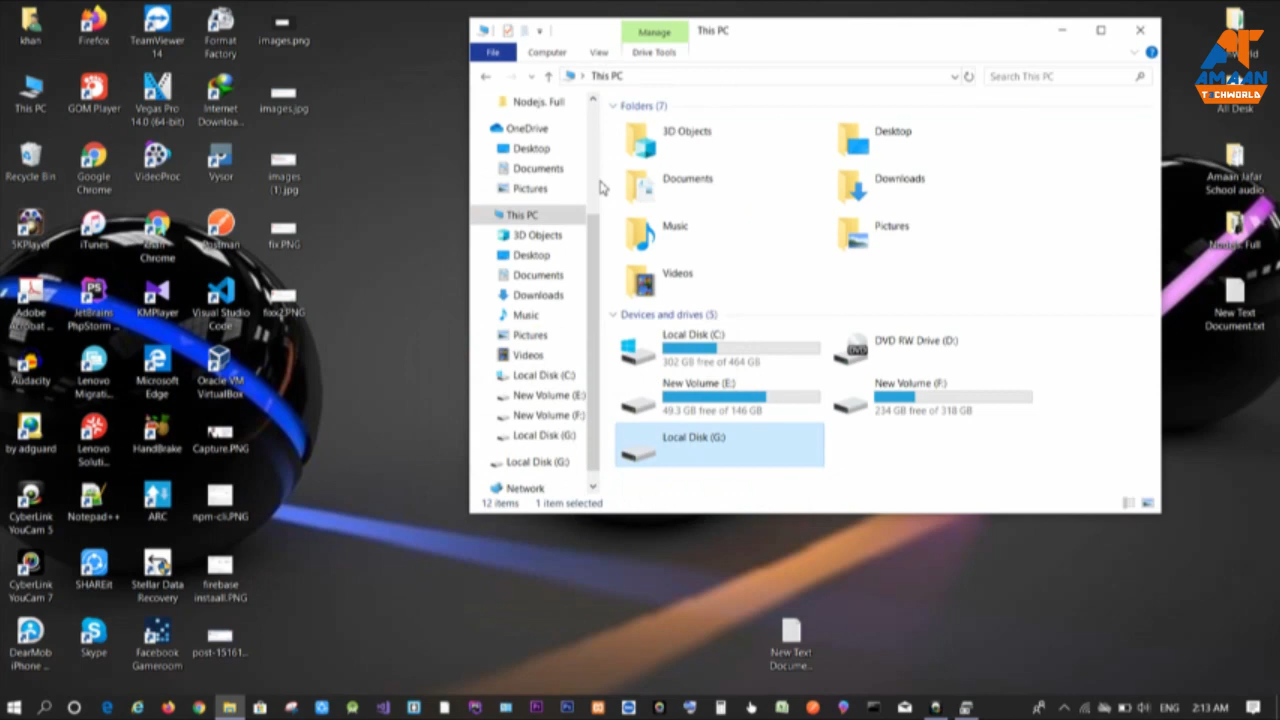 khan
Firefox
TeamViewer
14
Format
Factory
images.png
This PC
GOM Player
Vegas Pro
14.0 (64-bit)
Internet
Downloa...
images.jpg
Recycle Bin
Google
Chrome
VideoProc
Vysor
images
(1).jpg
5KPlayer
iTunes
khan -
Chrome
Postman
fix.PNG
Adobe
Acrobat ...
JetBrains
PhpStorm ...
KMPlayer
Visual Studio
Code
fixx2.PNG
Audacity
Lenovo
Migrati...
Microsoft
Edge
Oracle VM
VirtualBox
by adguard
Lenovo
Soluti...
HandBrake
Capture.PNG
CyberLink
YouCam 5
Notepad++
ARC
npm-cli.PNG
CyberLink
YouCam 7
SHAREit
Stellar Data
Recovery
firebase
instaall.PNG
DearMob
iPhone ...
Skype
Facebook
Gameroom
post-15161...
Manage
This PC
File
Computer
View
Drive Tools
This PC
Search This PC
Nodejs. Full
OneDrive
Desktop
Documents
Pictures
This PC
3D Objects
Desktop
Documents
Downloads
Music
Pictures
Videos
Local Disk (C:)
New Volume (E:)
New Volume (F:)
Local Disk (G:)
Local Disk (G:)
Network
Folders (7)
3D Objects
Desktop
Documents
Downloads
Music
Pictures
Videos
Devices and drives (5)
Local Disk (C:)
302 GB free of 464 GB
DVD RW Drive (D:)
DVD
New Volume (E:)
49.3 GB free of 146 GB
New Volume (F:)
234 GB free of 318 GB
Local Disk (G:)
12 items
1 item selected
AMAAN
TECHWORLD
All Desk
Amaan Jafar
School audio
Nodejs. Full
New Text
Document.txt
New Text
Docume...
ENG
2:13 AM